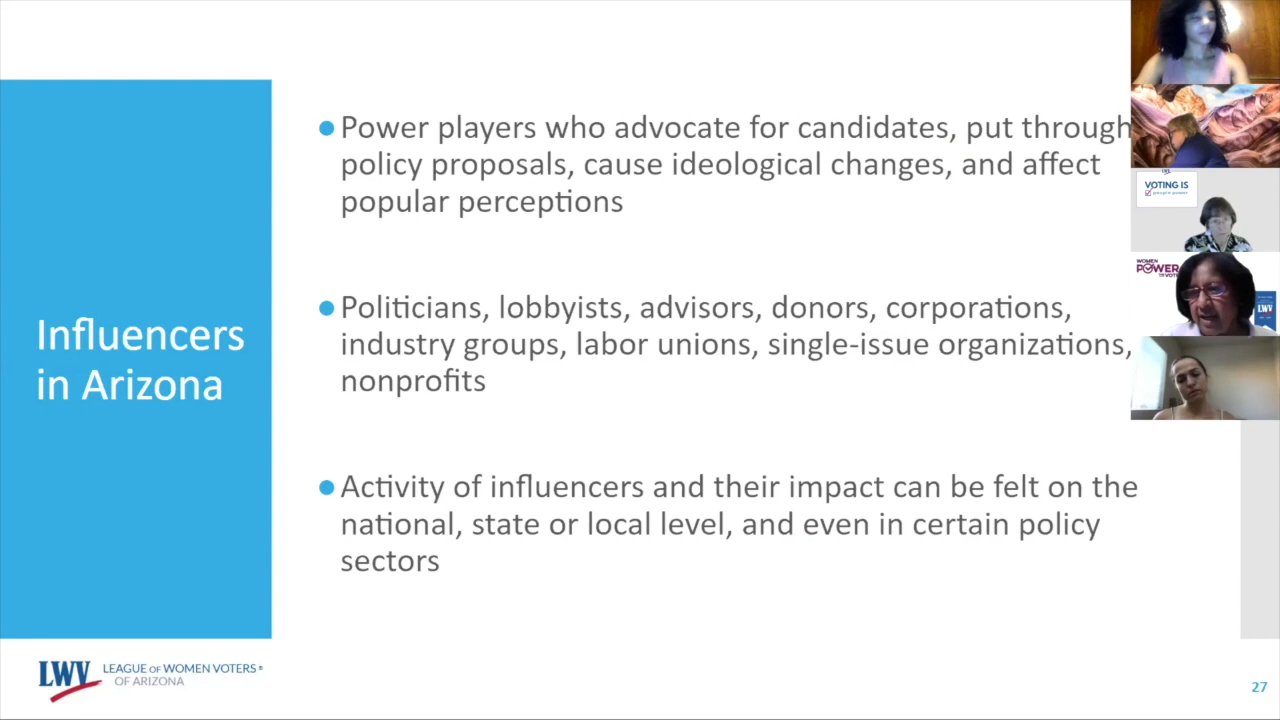 Influencers
in Arizona
●Power players who advocate for candidates, put through
policy proposals, cause ideological changes, and affect
popular perceptions
●Politicians, lobbyists, advisors, donors, corporations,
industry groups, labor unions, single-issue organizations,
nonprofits
●Activity of influencers and their impact can be felt on the
national, state or local level, and even in certain policy
sectors
LWV LEAGUE OF WOMEN VOTERS®
OF ARIZONA
27
VOTING IS
WOMEN
POWER
LWV